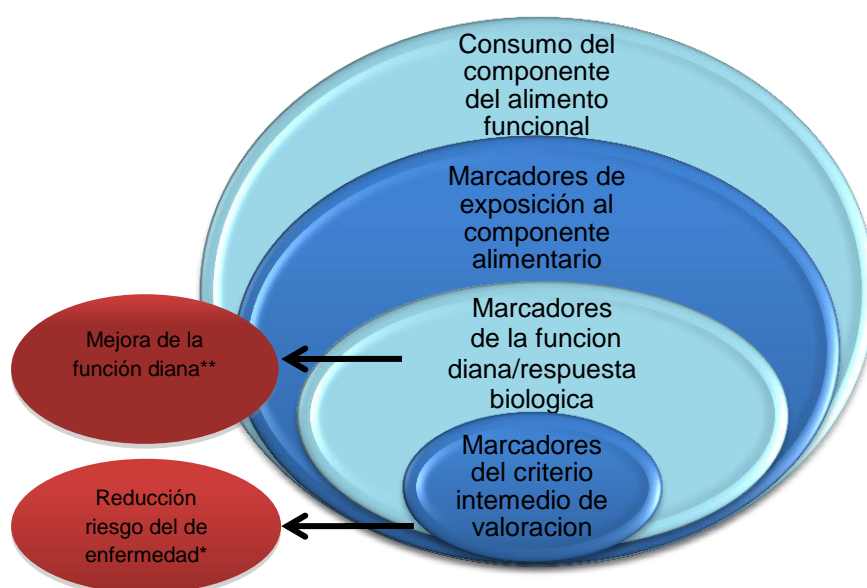 Consumo del
componente
del alimento
funcional
Marcadores de
exposición al
componente
alimentario
Marcadores
de la funcion
diana/respuesta
biologica
Marcadores
del criterio
intemedio de
valoracion
Mejora de la
función diana**
Reducción
riesgo del de
enfermedad*